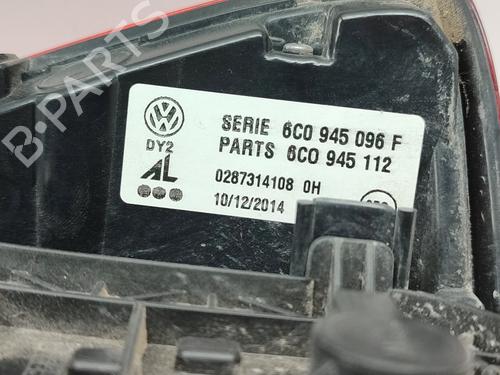 SERIE 6C0 945 096 F
PARTS 6C0 945 112
DY2
AL
0287314108 0H
10/12/2014
B-PARTS